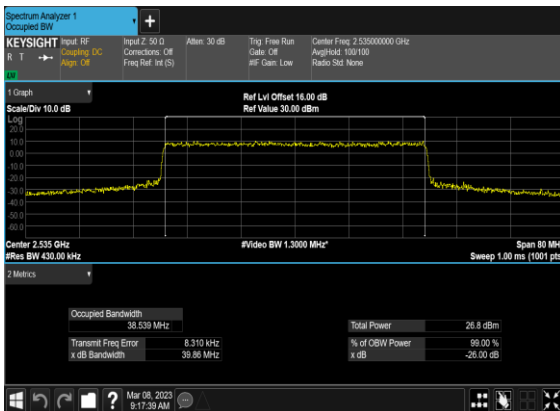 Spectrum Analyzer 1
Occupied BW
+
KEYSIGHT Input: RF Input Z: 50 Ω Atten: 30 dB Trig: Free Run Center Freq: 2.535000000 GHz
R T Coupling: DC Corrections: Off Gate: Off Avg|Hold: 100/100
Align: Off Freq Ref: Int (S) #IF Gain: Low Radio Std: None
LV
1 Graph
Ref Lvl Offset 16.00 dB
Scale/Div 10.0 dB Ref Value 30.00 dBm
Log
20.0
10.0
0.00
-10.0
-20.0
-30.0
-40.0
-50.0
-60.0
Center 2.535 GHz #Video BW 1.3000 MHz* Span 80 MH
#Res BW 430.00 kHz Sweep 1.00 ms (1001 pts
2 Metrics
Occupied Bandwidth
38.539 MHz Total Power 26.8 dBm
Transmit Freq Error 8.310 kHz % of OBW Power 99.00 %
x dB Bandwidth 39.86 MHz x dB -26.00 dB
? Mar 08, 2023
9:17:39 AM